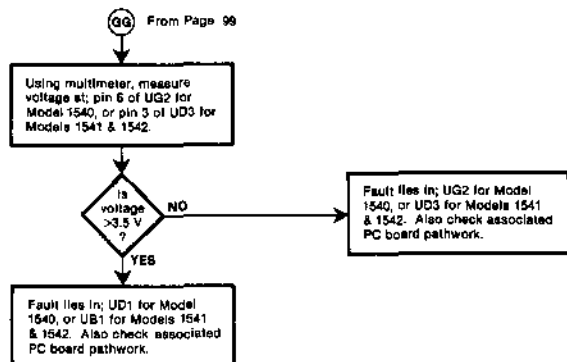 GG From Page 99
Using multimeter, measure
voltage st; pin 6 of UG2 for
Model 1540, or pin 3 of UD3 for
Models 1541 & 1542.
Is
voltage
>3.5 V
?
NO
YES
Fault lies in; UG2 for Model
1540, or UD3 for Models 1541
& 1542. Also check associated
PC board pathwork.
Fault lies in; UD1 for Model
1540, or UB1 for Models 1541
& 1542. Also check associated
PC board pathwork.